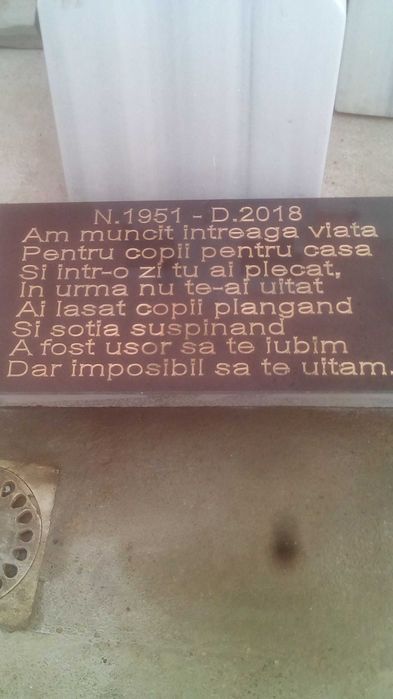 N.1951 - D.2018
Am muncit intreaga viata
Pentru copii pentru casa
Si intr-o zi tu ai plecat,
In urma nu te-ai uitat
Ai lasat copii plangand
Si sotia suspinand
A fost usor sa te iubim
Dar imposibil sa te uitam.